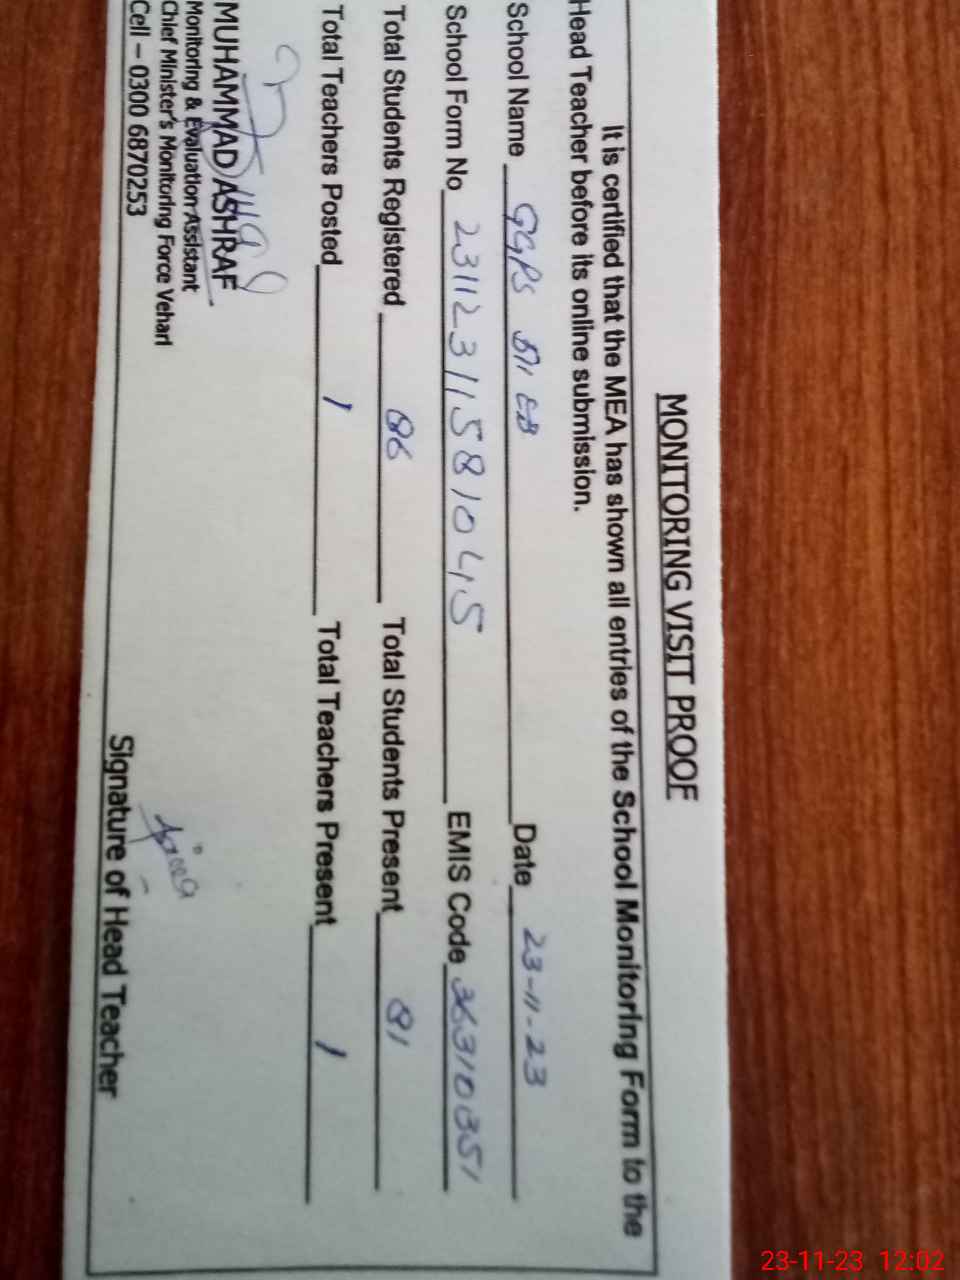 MONITORING VISIT PROOF
It is certified that the MEA has shown all entries of the School Monitoring Form to the
Head Teacher before its online submission.
School Name GGPS EB Date 23-11-23
School Form No 23112311581045 EMIS Code 36310351
Total Students Registered 86 Total Students Present 81
Total Teachers Posted 1 Total Teachers Present 1
MUHAMMAD ASHRAF
Monitoring & Evaluation Assistant
Chief Minister's Monitoring Force Vehari
Cell – 0300 6870253
Signature of Head Teacher
23-11-23 12:02